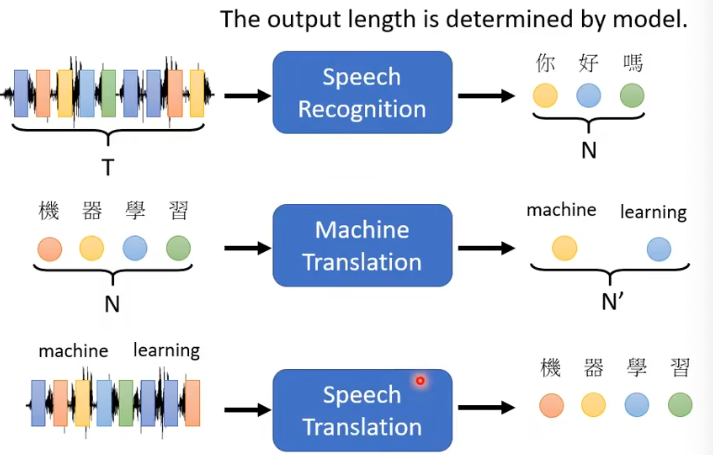 The output length is determined by model.
Speech
Recognition
你 好 嗎
T
N
機 器 學 習
Machine
Translation
machine learning
N
N’
machine learning
Speech
Translation
機 器 學 習